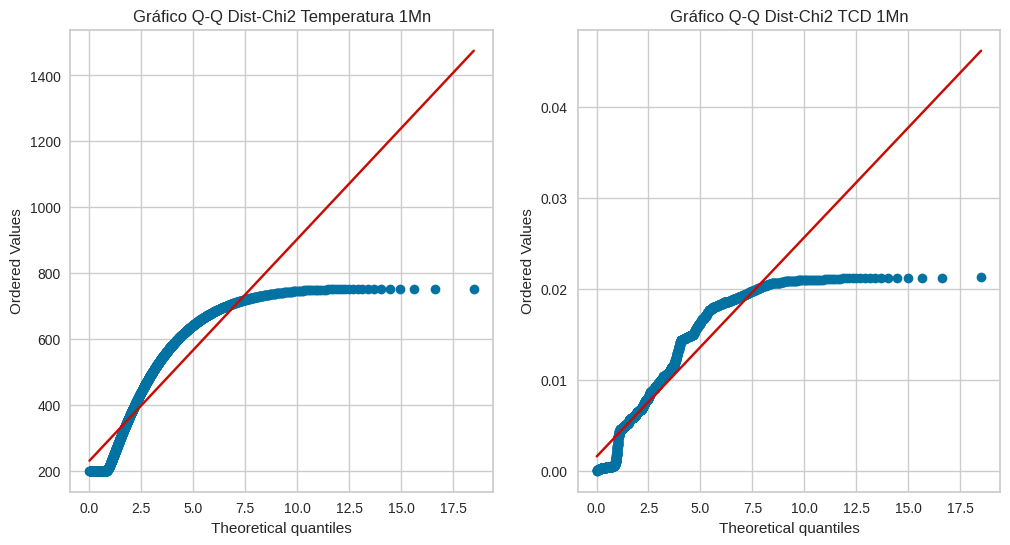 Gráfico Q-Q Dist-Chi2 Temperatura 1Mn
Ordered Values
1400
1200
1000
800
600
400
200
0.0 2.5 5.0 7.5 10.0 12.5 15.0 17.5
Theoretical quantiles
Gráfico Q-Q Dist-Chi2 TCD 1Mn
Ordered Values
0.04
0.03
0.02
0.01
0.00
0.0 2.5 5.0 7.5 10.0 12.5 15.0 17.5
Theoretical quantiles